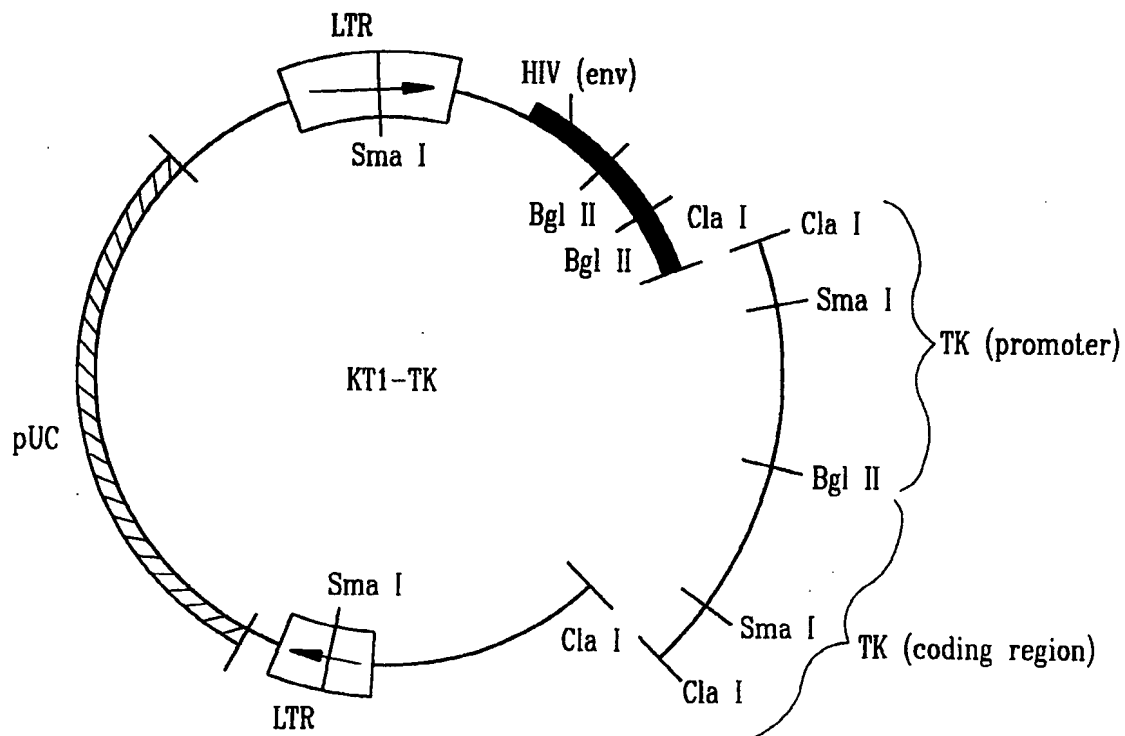 LTR
HIV (env)
Sma I
Bgl II
Bgl II
Cla I
Cla I
Sma I
TK (promoter)
KT1-TK
pUC
Bgl II
Sma I
Cla I
Sma I
TK (coding region)
Cla I
LTR